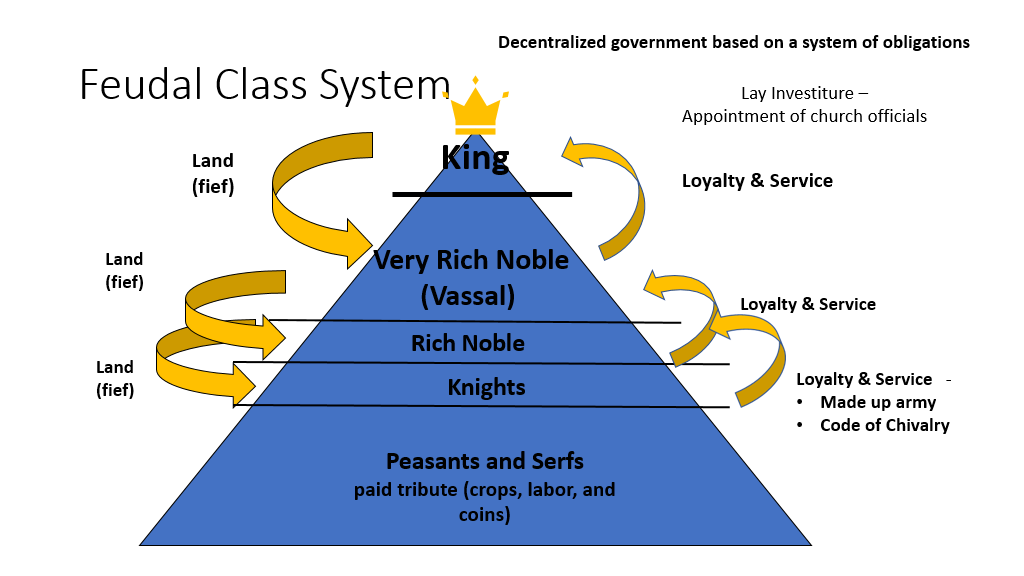 Decentralized government based on a system of obligations
Feudal Class System
Lay Investiture –
Appointment of church officials
King
Land
(fief)
Loyalty & Service
Very Rich Noble
(Vassal)
Land
(fief)
Loyalty & Service
Rich Noble
Land
(fief)
Knights
Loyalty & Service -
• Made up army
• Code of Chivalry
Peasants and Serfs
paid tribute (crops, labor, and
coins)